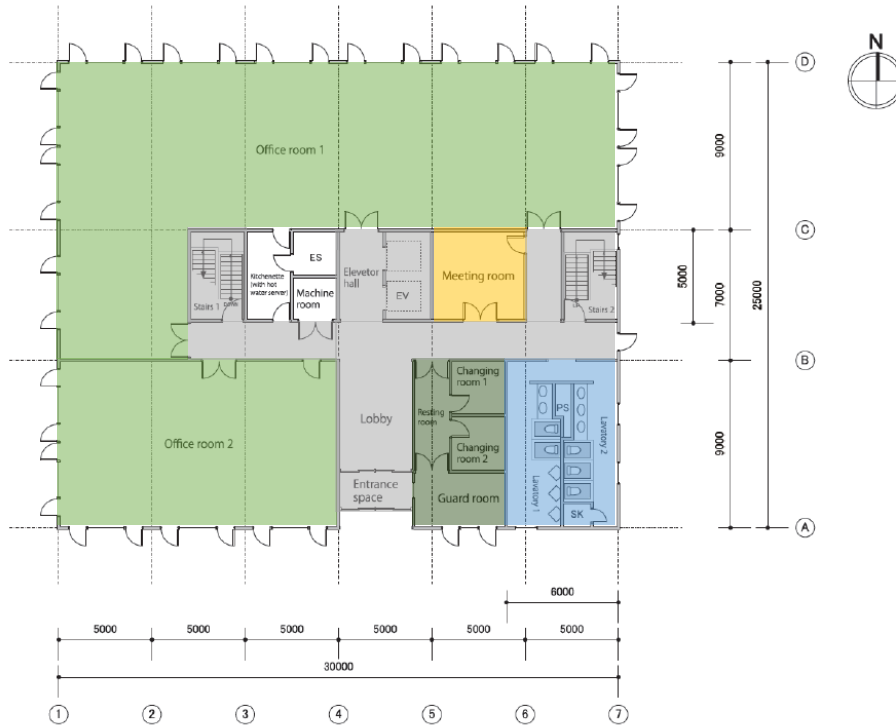 N
D
9000
Office room 1
C
ES
Kitchenette
(with hot
water server)
Elevetor
hall
Meeting room
5000
7000
25000
Machine
room
EV
Stairs 1
DOWN
Stairs 2
B
Changing
room 1
Resting
room
PS
Lavatory 2
Lobby
Office room 2
Changing
room 2
9000
Entrance
space
Guard room
Lavatory 1
SK
A
6000
5000
5000
5000
5000
5000
5000
30000
1
2
3
4
5
6
7